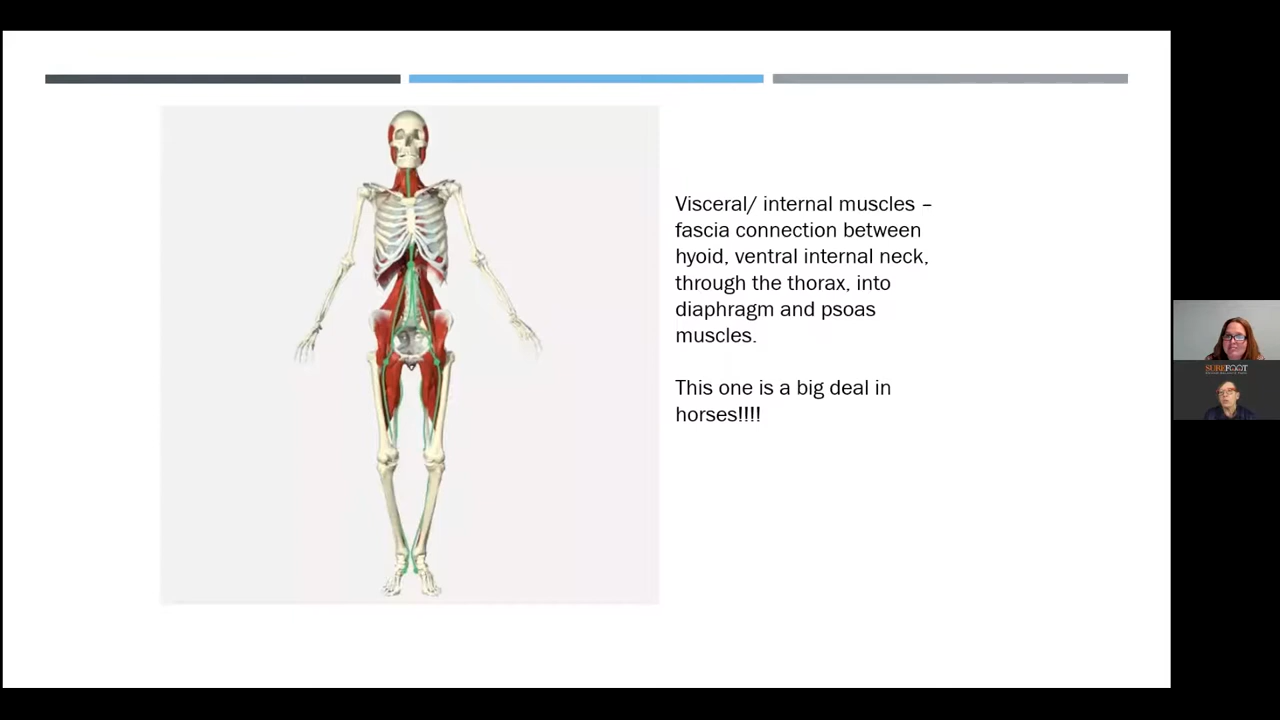 Visceral/ internal muscles –
fascia connection between
hyoid, ventral internal neck,
through the thorax, into
diaphragm and psoas
muscles.
This one is a big deal in
horses!!!!
SUREFOOT